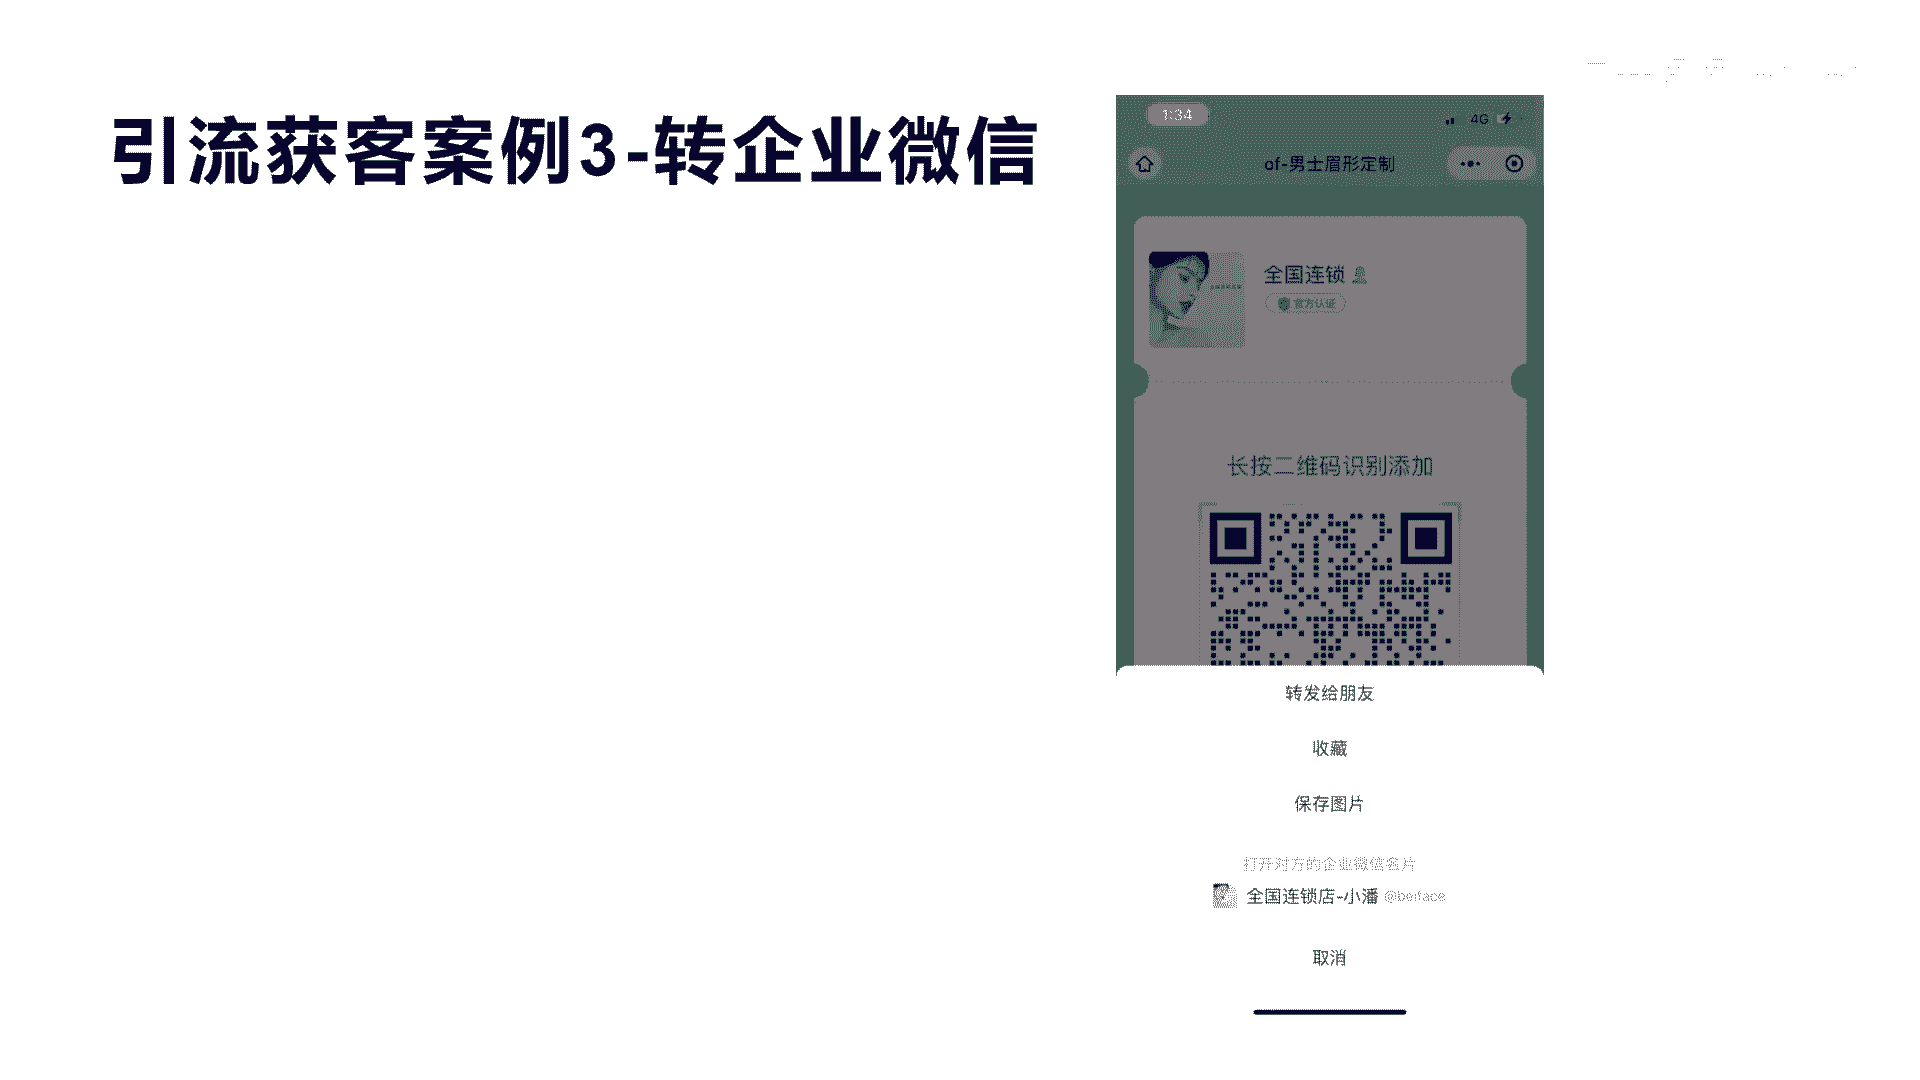 引流获客案例3-转企业微信
1:34
4G
of-男士眉形定制
全国连锁
官方认证
长按二维码识别添加
转发给朋友
收藏
保存图片
打开对方的企业微信名片
全国连锁店-小潘 @beiface
取消